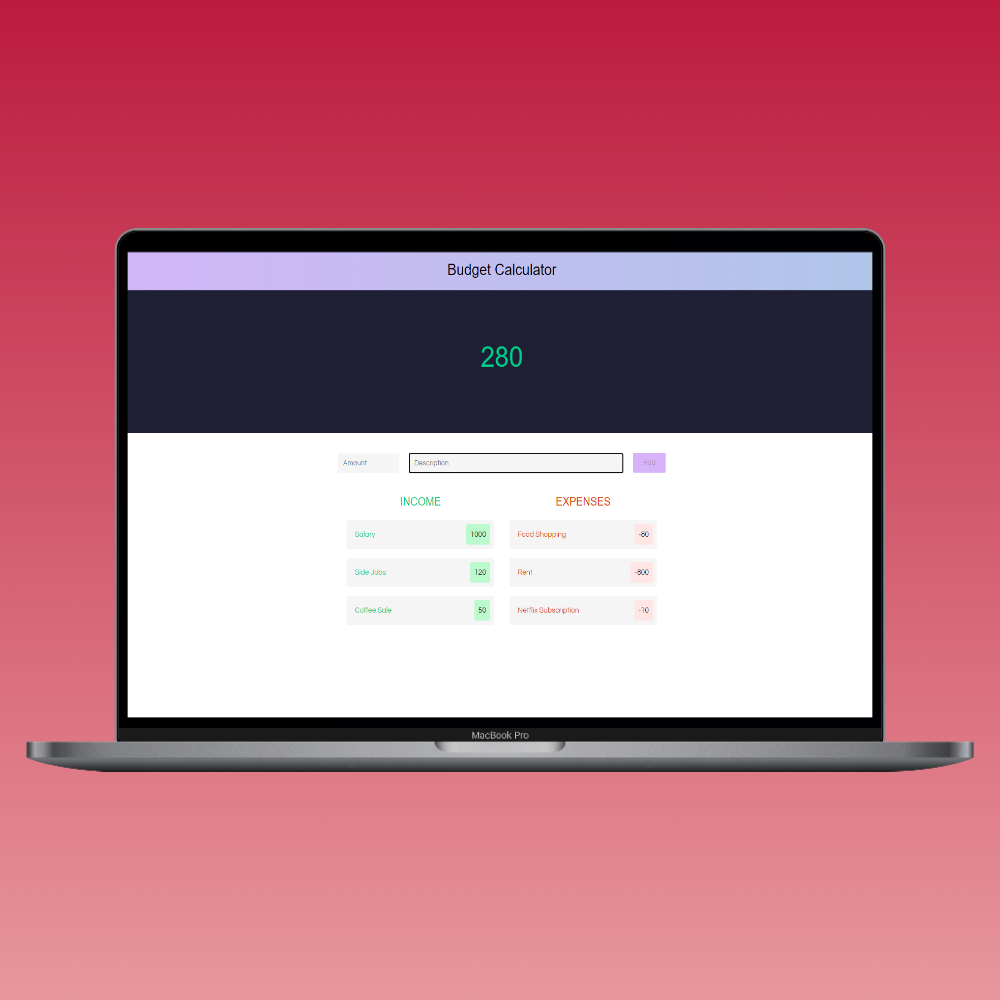 Budget Calculator
280
Amount Description Add
INCOME EXPENSES
Salary 1000 Food Shopping -80
Side Jobs 120 Rent -800
Coffee Sale 50 Netflix Subscription -10
MacBook Pro